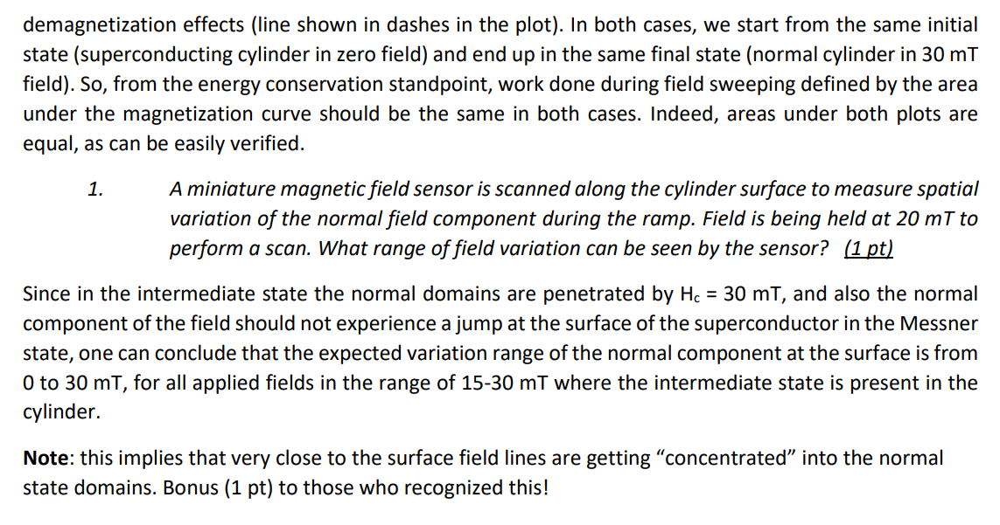 demagnetization effects (line shown in dashes in the plot). In both cases, we start from the same initial
state (superconducting cylinder in zero field) and end up in the same final state (normal cylinder in 30 mT
field). So, from the energy conservation standpoint, work done during field sweeping defined by the area
under the magnetization curve should be the same in both cases. Indeed, areas under both plots are
equal, as can be easily verified.
1. A miniature magnetic field sensor is scanned along the cylinder surface to measure spatial
variation of the normal field component during the ramp. Field is being held at 20 mT to
perform a scan. What range of field variation can be seen by the sensor? (1 pt)
Since in the intermediate state the normal domains are penetrated by Hc = 30 mT, and also the normal
component of the field should not experience a jump at the surface of the superconductor in the Messner
state, one can conclude that the expected variation range of the normal component at the surface is from
0 to 30 mT, for all applied fields in the range of 15-30 mT where the intermediate state is present in the
cylinder.
Note: this implies that very close to the surface field lines are getting “concentrated” into the normal
state domains. Bonus (1 pt) to those who recognized this!